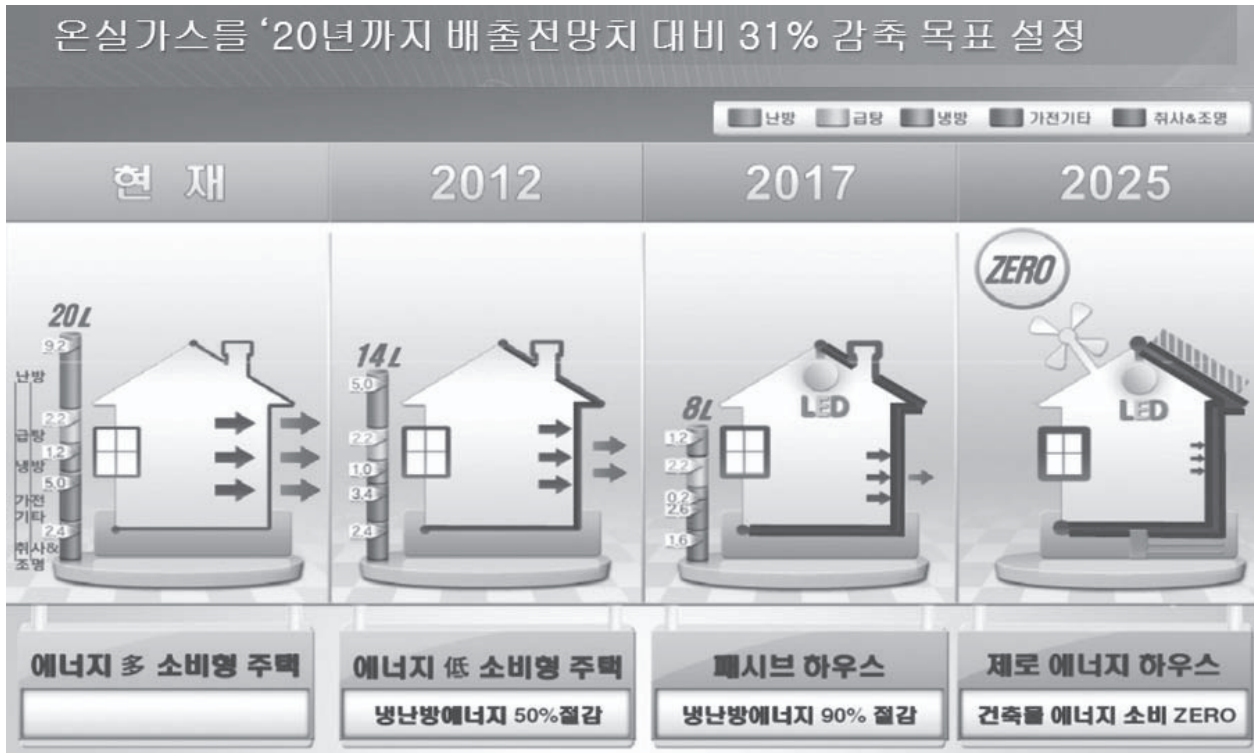 온실가스를 ‘20년까지 배출전망치 대비 31% 감축 목표 설정
난방 급탕 냉방 가전기타 취사&조명
현 재
2012
2017
2025
20L
9.2
난방
2.2
급탕
1.2
냉방
5.0
가전
기타
2.4
취사&
조명
14L
5.0
2.2
1.0
3.4
2.4
8L
1.2
2.2
0.2
2.6
1.6
LED
ZERO
LED
에너지 多 소비형 주택
에너지 低 소비형 주택
냉난방에너지 50%절감
패시브 하우스
냉난방에너지 90% 절감
제로 에너지 하우스
건축물 에너지 소비 ZERO